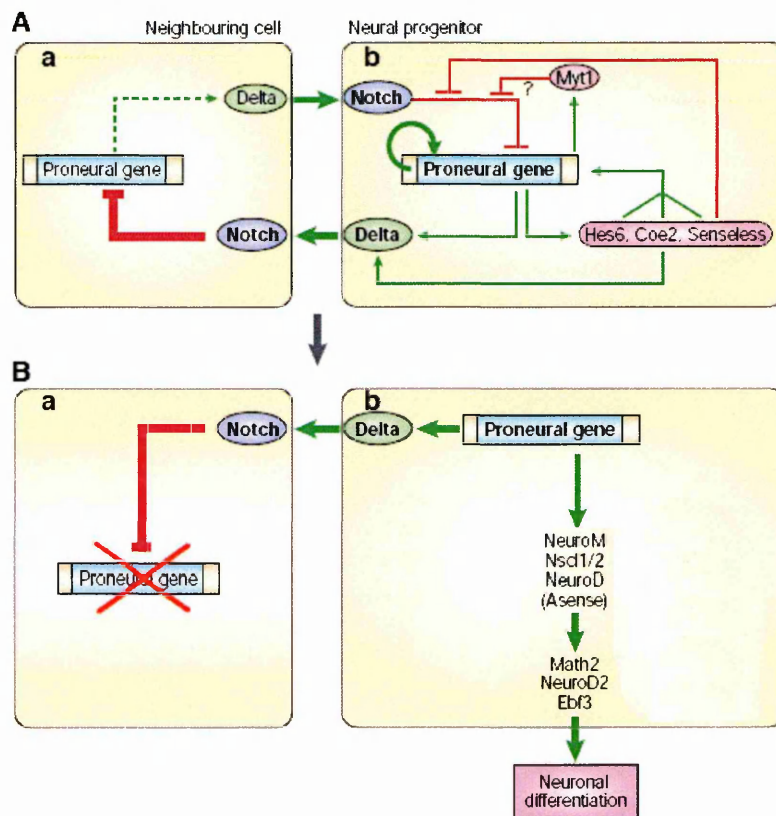 A
Neighbouring cell
Neural progenitor
a
b
Delta
Notch
Myt1
?
Proneural gene
Proneural gene
Notch
Delta
Hes6, Coe2, Senseless
B
a
b
Notch
Delta
Proneural gene
Proneural gene
NeuroM
Nscl1/2
NeuroD
(Asense)
Math2
NeuroD2
Ebf3
Neuronal
differentiation